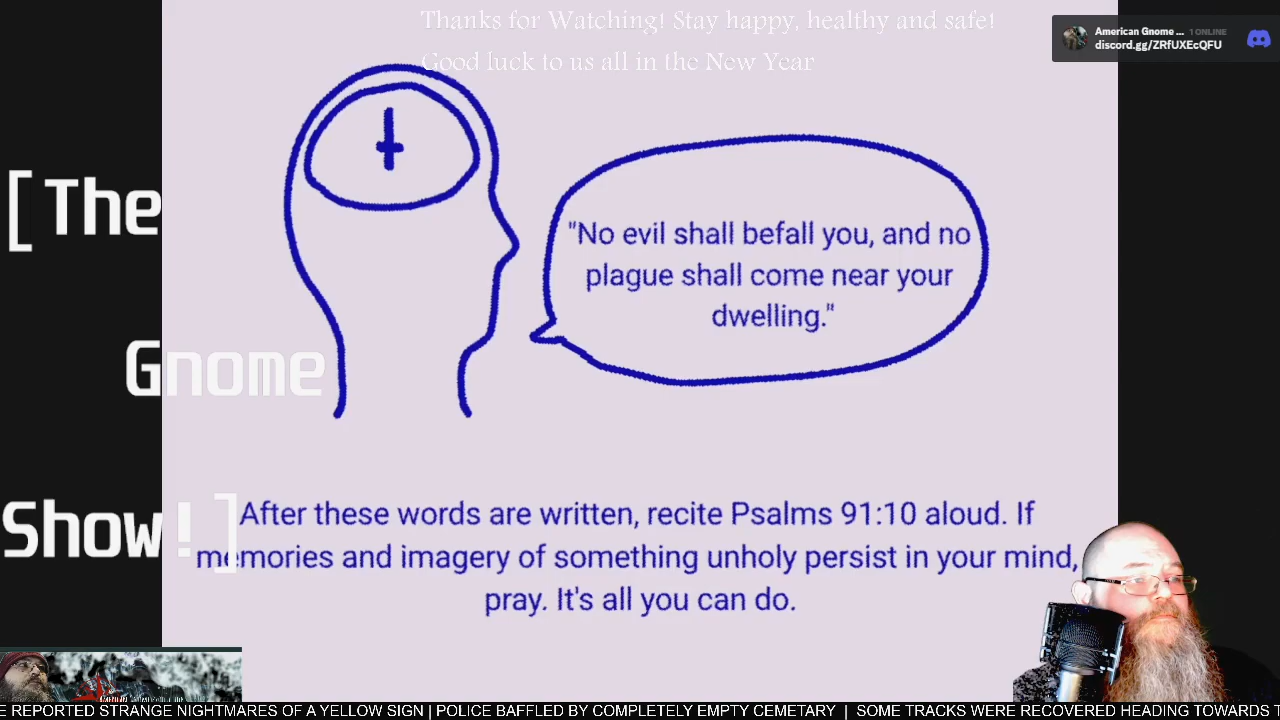 Thanks for Watching! Stay happy, healthy and safe!
Good luck to us all in the New Year
American Gnome ... 1 ONLINE
discord.gg/ZRfUXEcQFU
[The
Gnome
Show!]
"No evil shall befall you, and no
plague shall come near your
dwelling."
After these words are written, recite Psalms 91:10 aloud. If
memories and imagery of something unholy persist in your mind,
pray. It's all you can do.
E REPORTED STRANGE NIGHTMARES OF A YELLOW SIGN | POLICE BAFFLED BY COMPLETELY EMPTY CEMETARY | SOME TRACKS WERE RECOVERED HEADING TOWARDS T